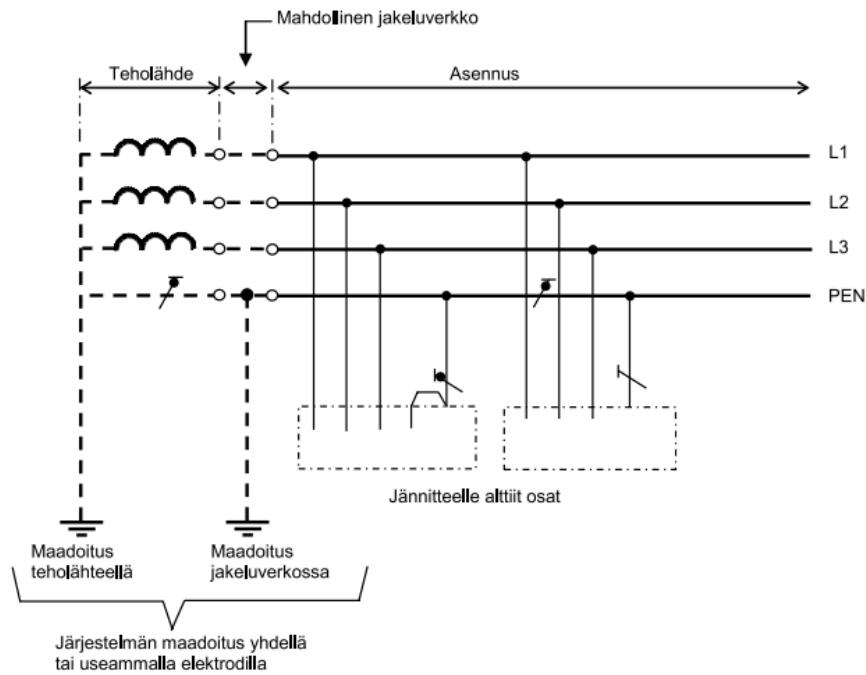 Mahdollinen jakeluverkko
Teholähde
Asennus
L1
L2
L3
PEN
Jännitteelle alttiit osat
Maadoitus
teholähteellä
Maadoitus
jakeluverkossa
Järjestelmän maadoitus yhdellä
tai useammalla elektrodilla